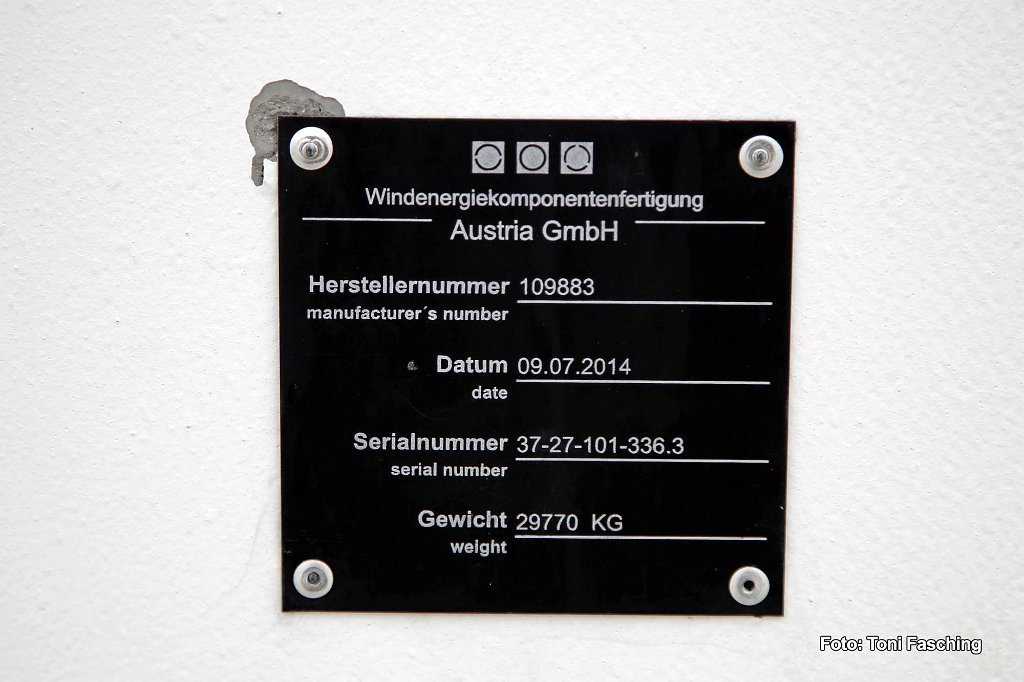 Windenergiekomponentenfertigung
Austria GmbH
Herstellernummer 109883
manufacturer´s number
Datum 09.07.2014
date
Serialnummer 37-27-101-336.3
serial number
Gewicht 29770 KG
weight
Foto: Toni Fasching